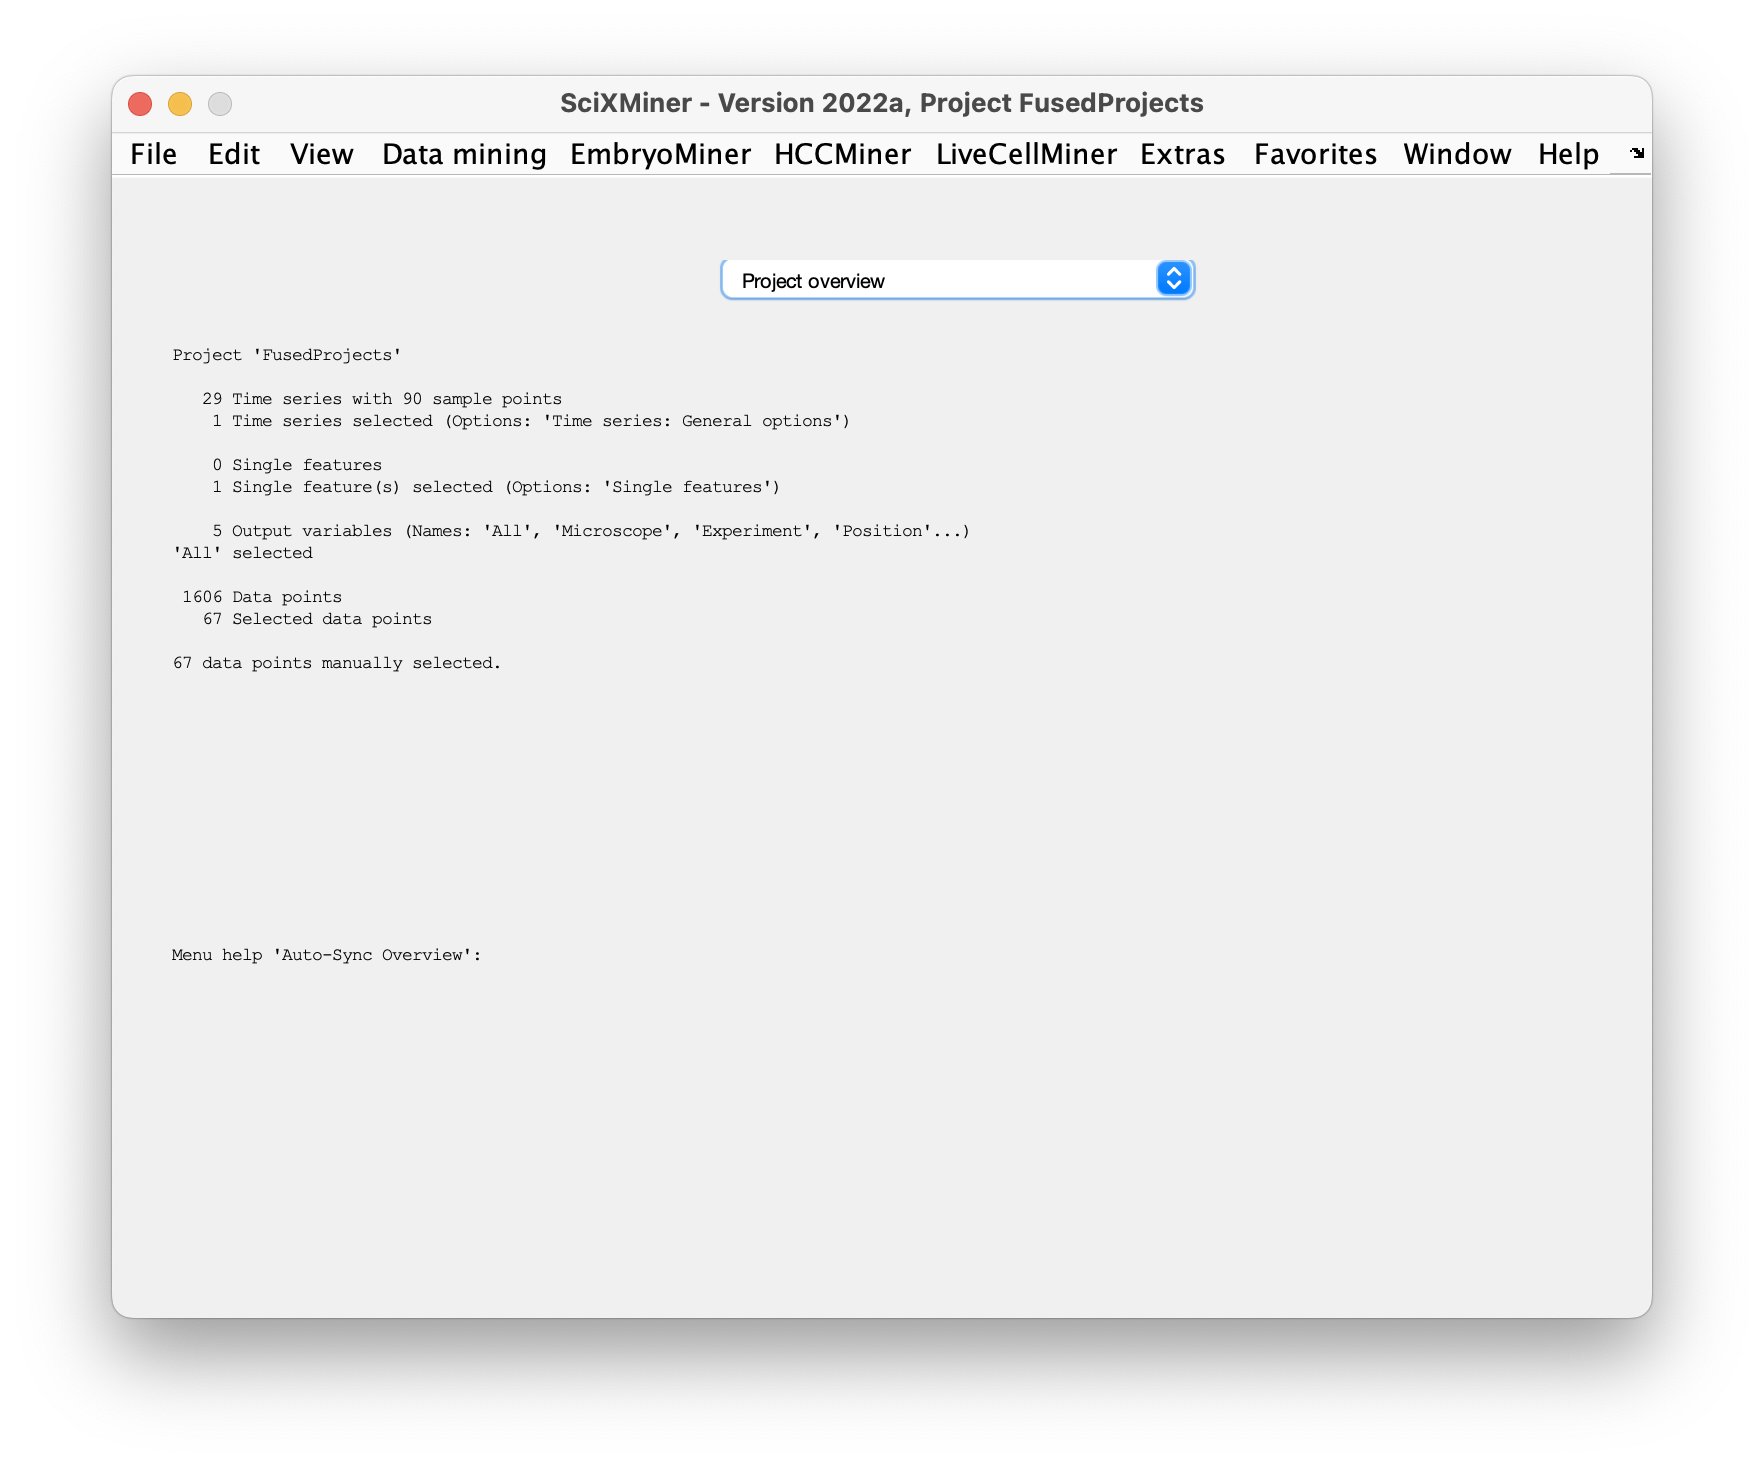 SciXMiner - Version 2022a, Project FusedProjects
File Edit View Data mining EmbryoMiner HCCMiner LiveCellMiner Extras Favorites Window Help
Project overview
Project 'FusedProjects'
29 Time series with 90 sample points
1 Time series selected (Options: 'Time series: General options')
0 Single features
1 Single feature(s) selected (Options: 'Single features')
5 Output variables (Names: 'All', 'Microscope', 'Experiment', 'Position'...)
'All' selected
1606 Data points
67 Selected data points
67 data points manually selected.
Menu help 'Auto-Sync Overview':